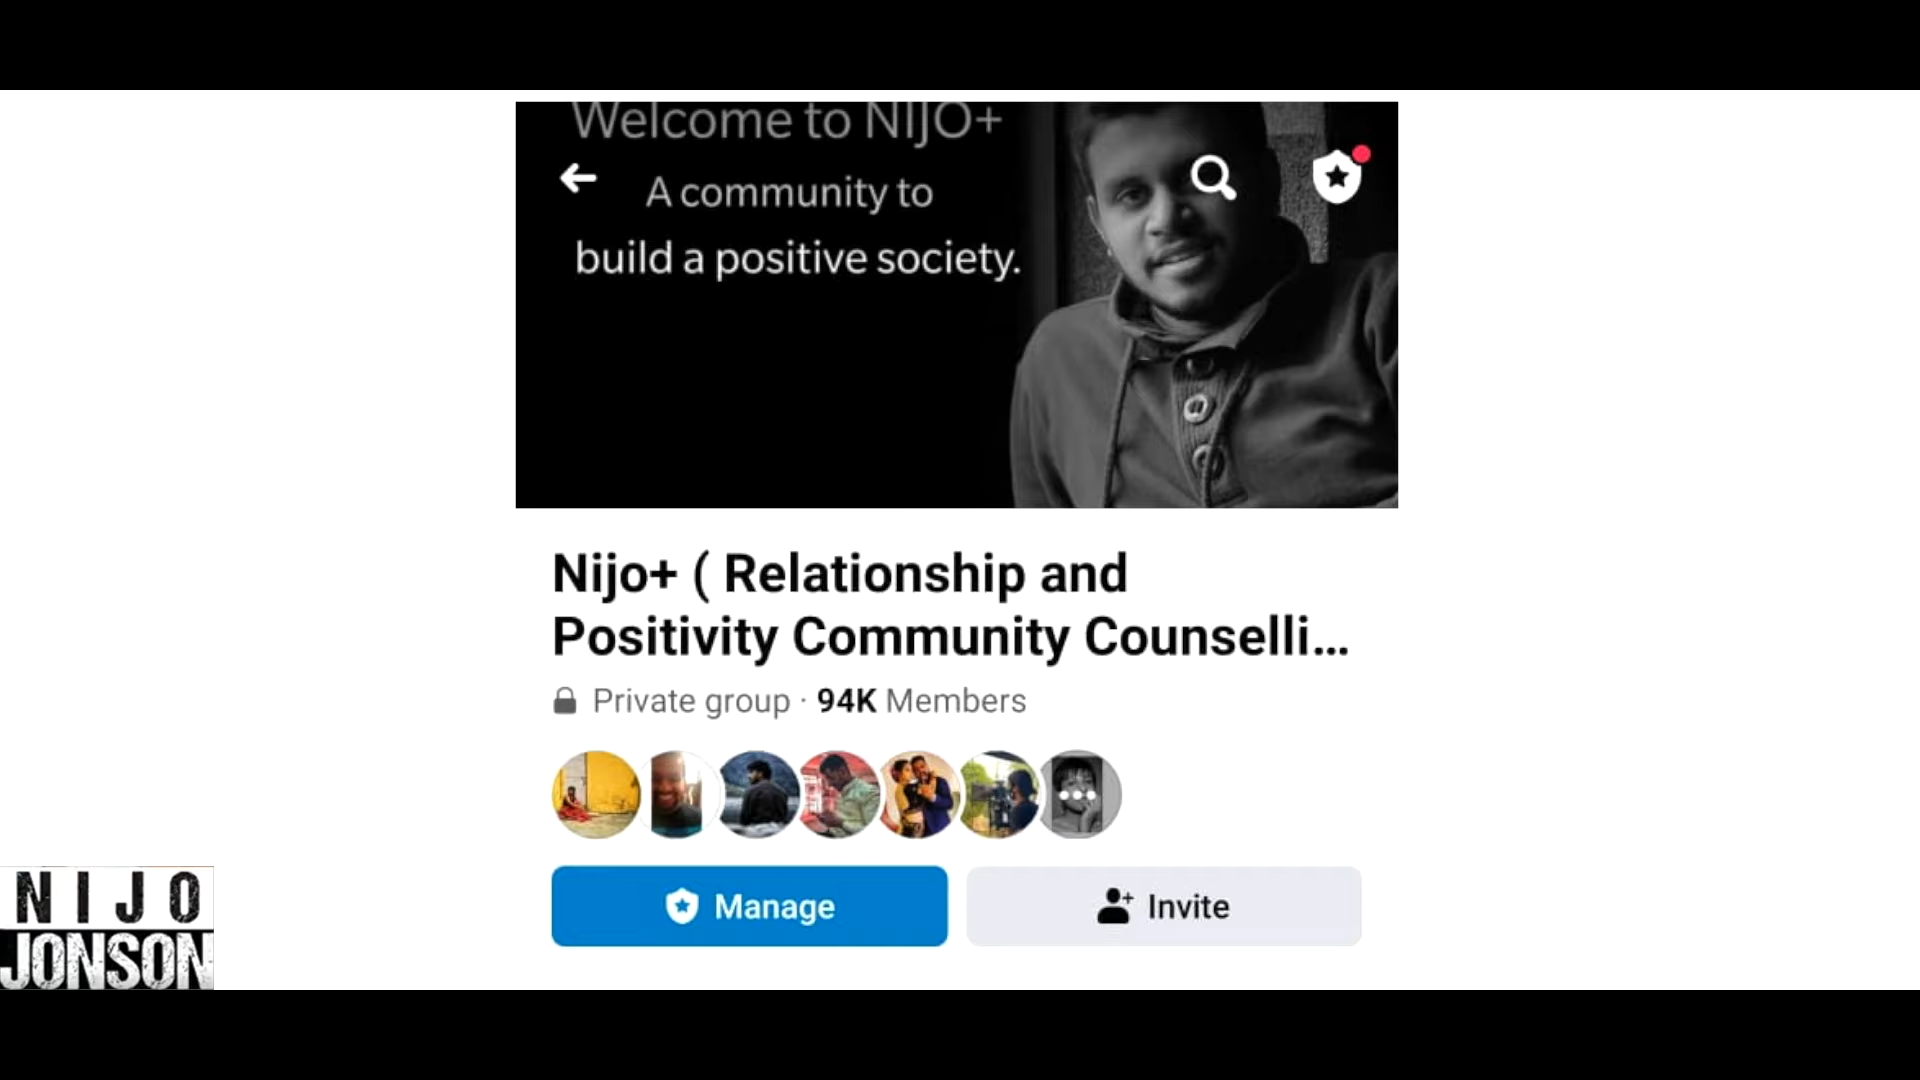 Welcome to NIJO+
A community to
build a positive society.
Nijo+ ( Relationship and
Positivity Community Counselli...
Private group · 94K Members
Manage
Invite
NIJO
JONSON